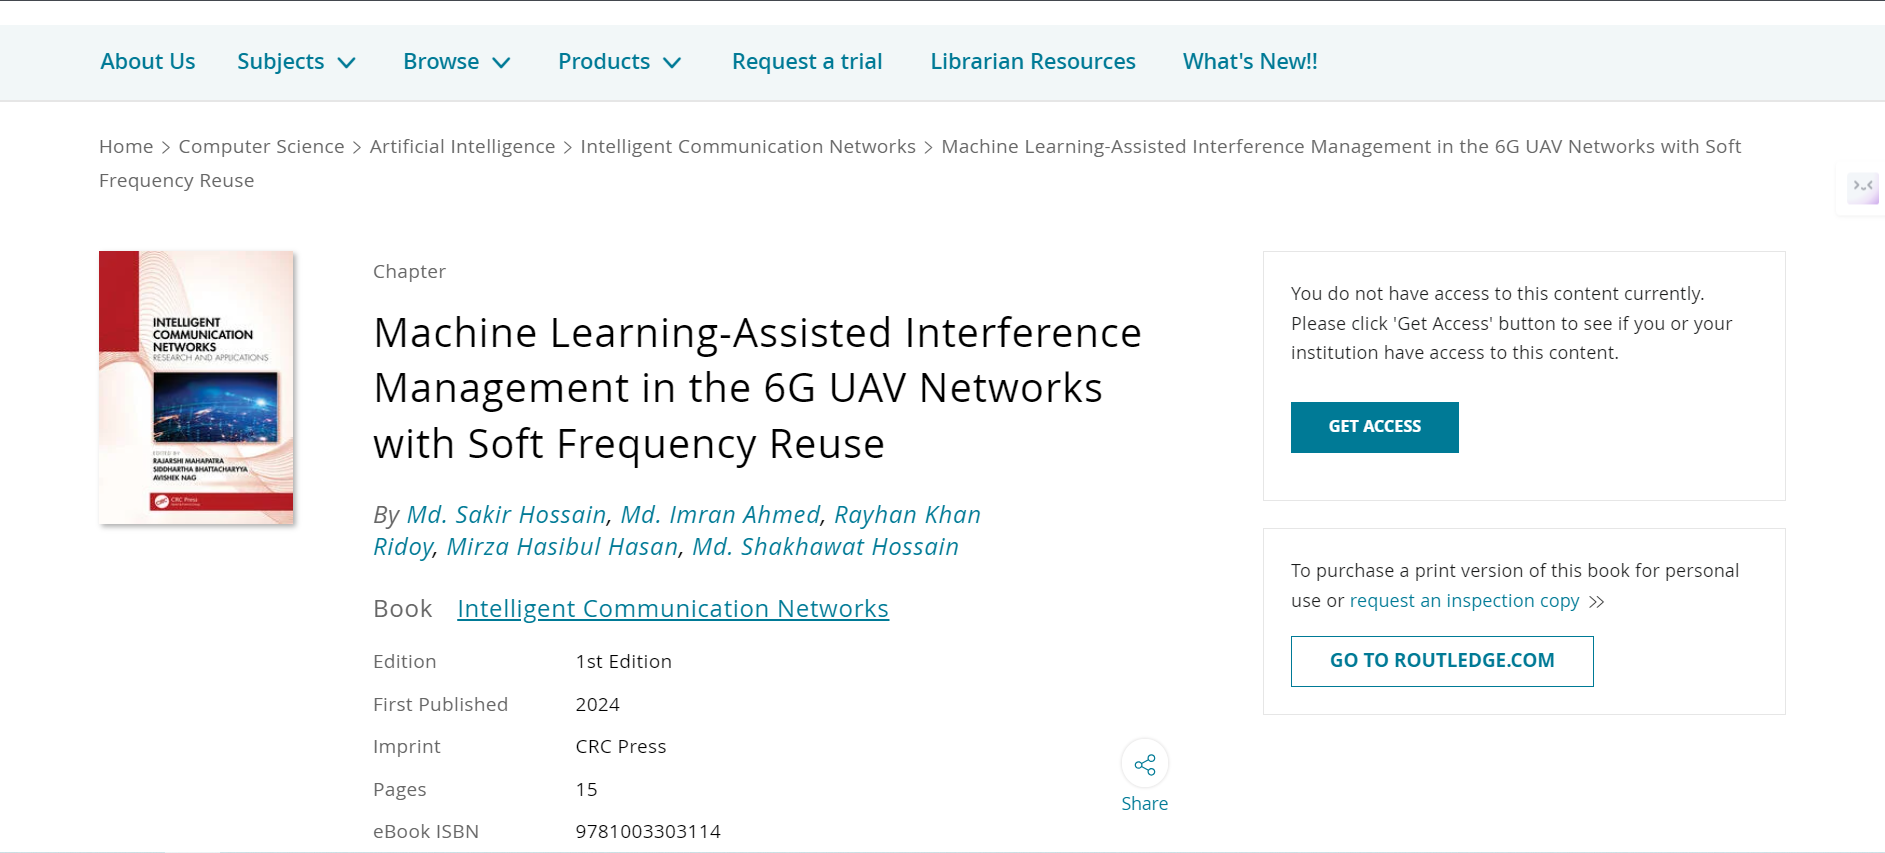 About Us Subjects Browse Products Request a trial Librarian Resources What's New!!
Home > Computer Science > Artificial Intelligence > Intelligent Communication Networks > Machine Learning-Assisted Interference Management in the 6G UAV Networks with Soft
Frequency Reuse
INTELLIGENT
COMMUNICATION
NETWORKS
RESEARCH AND APPLICATIONS
EDITED BY
RAJARSHI MAHAPATRA
SIDDHARTHA BHATTACHARYYA
AVISHEK NAG
CRC Press
Chapter
Machine Learning-Assisted Interference
Management in the 6G UAV Networks
with Soft Frequency Reuse
By Md. Sakir Hossain, Md. Imran Ahmed, Rayhan Khan
Ridoy, Mirza Hasibul Hasan, Md. Shakhawat Hossain
Book Intelligent Communication Networks
Edition 1st Edition
First Published 2024
Imprint CRC Press
Pages 15
eBook ISBN 9781003303114
Share
You do not have access to this content currently.
Please click 'Get Access' button to see if you or your
institution have access to this content.
GET ACCESS
To purchase a print version of this book for personal
use or request an inspection copy >>
GO TO ROUTLEDGE.COM